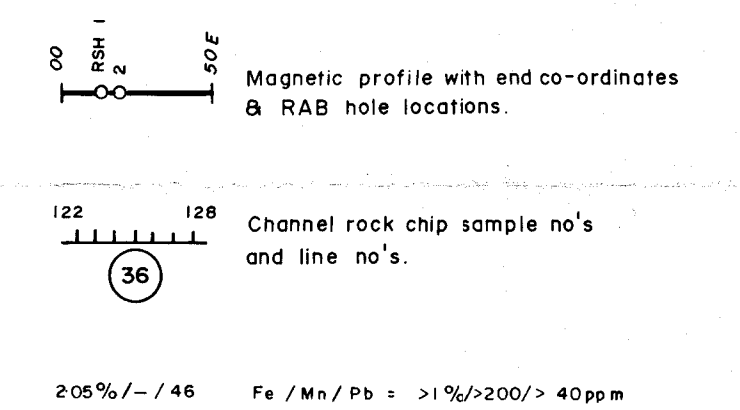 00 RSH 1 2 50E
Magnetic profile with end co-ordinates
& RAB hole locations.
122 128
Channel rock chip sample no's
and line no's.
36
2·05%/–/46 Fe/Mn/Pb = >1%/>200/>40ppm